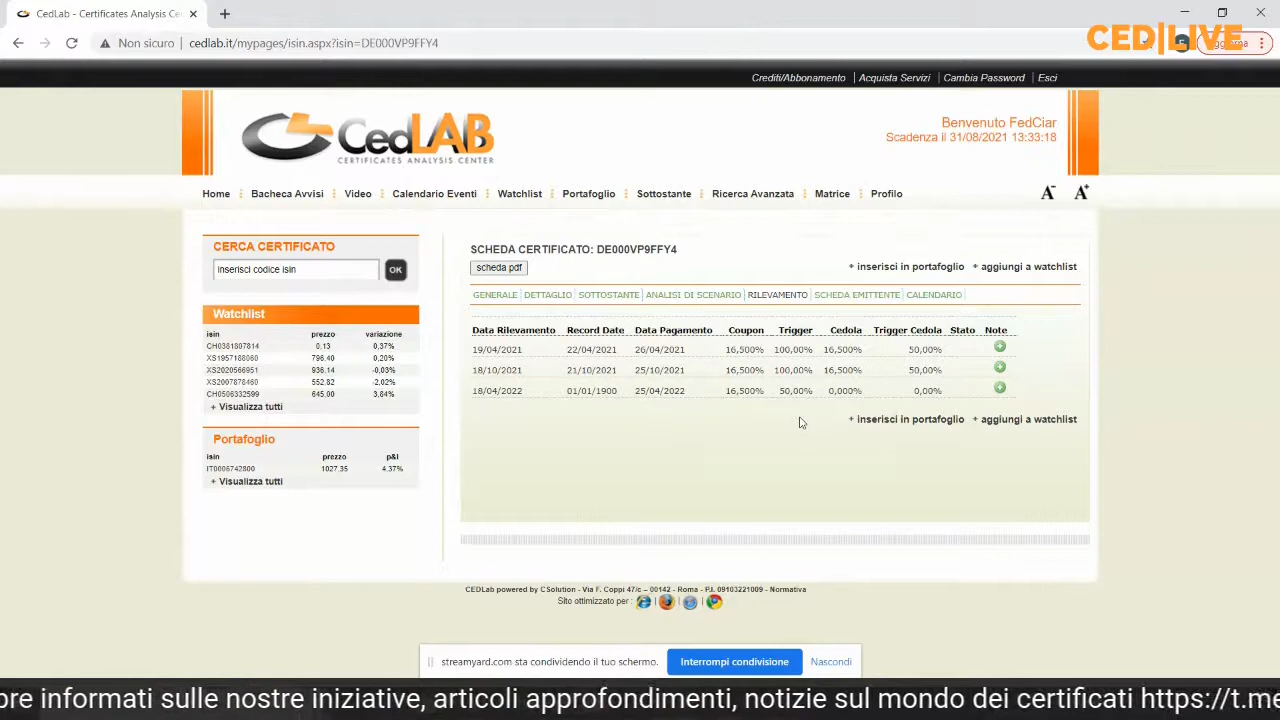 CedLab - Certificates Analysis Ce
Non sicuro
cedlab.it/mypages/isin.aspx?isin=DE000VP9FFY4
CED|LIVE
Crediti/Abbonamento | Acquista Servizi | Cambia Password | Esci
CedLAB
CERTIFICATES ANALYSIS CENTER
Benvenuto FedCiar
Scadenza il 31/08/2021 13:33:18
Home Bacheca Avvisi Video Calendario Eventi Watchlist Portafoglio Sottostante Ricerca Avanzata Matrice Profilo A- A+
CERCA CERTIFICATO
inserisci codice isin OK
Watchlist
isin prezzo variazione
CH0381807814 0,13 0,37%
XS1957188060 796.40 0,20%
XS2020566951 936.14 -0,03%
XS2007878460 552.82 -2,02%
CH0506332599 645.00 3,84%
+ Visualizza tutti
Portafoglio
isin prezzo p&l
IT0006742800 1027.35 4,37%
+ Visualizza tutti
SCHEDA CERTIFICATO: DE000VP9FFY4
scheda pdf
+ inserisci in portafoglio + aggiungi a watchlist
GENERALE | DETTAGLIO | SOTTOSTANTE | ANALISI DI SCENARIO | RILEVAMENTO | SCHEDA EMITTENTE | CALENDARIO
Data Rilevamento Record Date Data Pagamento Coupon Trigger Cedola Trigger Cedola Stato Note
19/04/2021 22/04/2021 26/04/2021 16,500% 100,00% 16,500% 50,00%
18/10/2021 21/10/2021 25/10/2021 16,500% 100,00% 16,500% 50,00%
18/04/2022 01/01/1900 25/04/2022 16,500% 50,00% 0,000% 0,00%
+ inserisci in portafoglio + aggiungi a watchlist
CEDLab powered by CSolution - Via F. Coppi 47/c – 00142 - Roma - P.I. 09103221009 - Normativa
Sito ottimizzato per :
streamyard.com sta condividendo il tuo schermo. Interrompi condivisione Nascondi
pre informati sulle nostre iniziative, articoli approfondimenti, notizie sul mondo dei certificati https://t.me